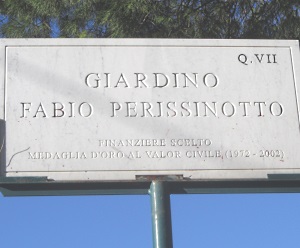 Q.VII
GIARDINO
FABIO PERISSINOTTO
FINANZIERE SCELTO
MEDAGLIA D'ORO AL VALOR CIVILE (1972 - 2002)